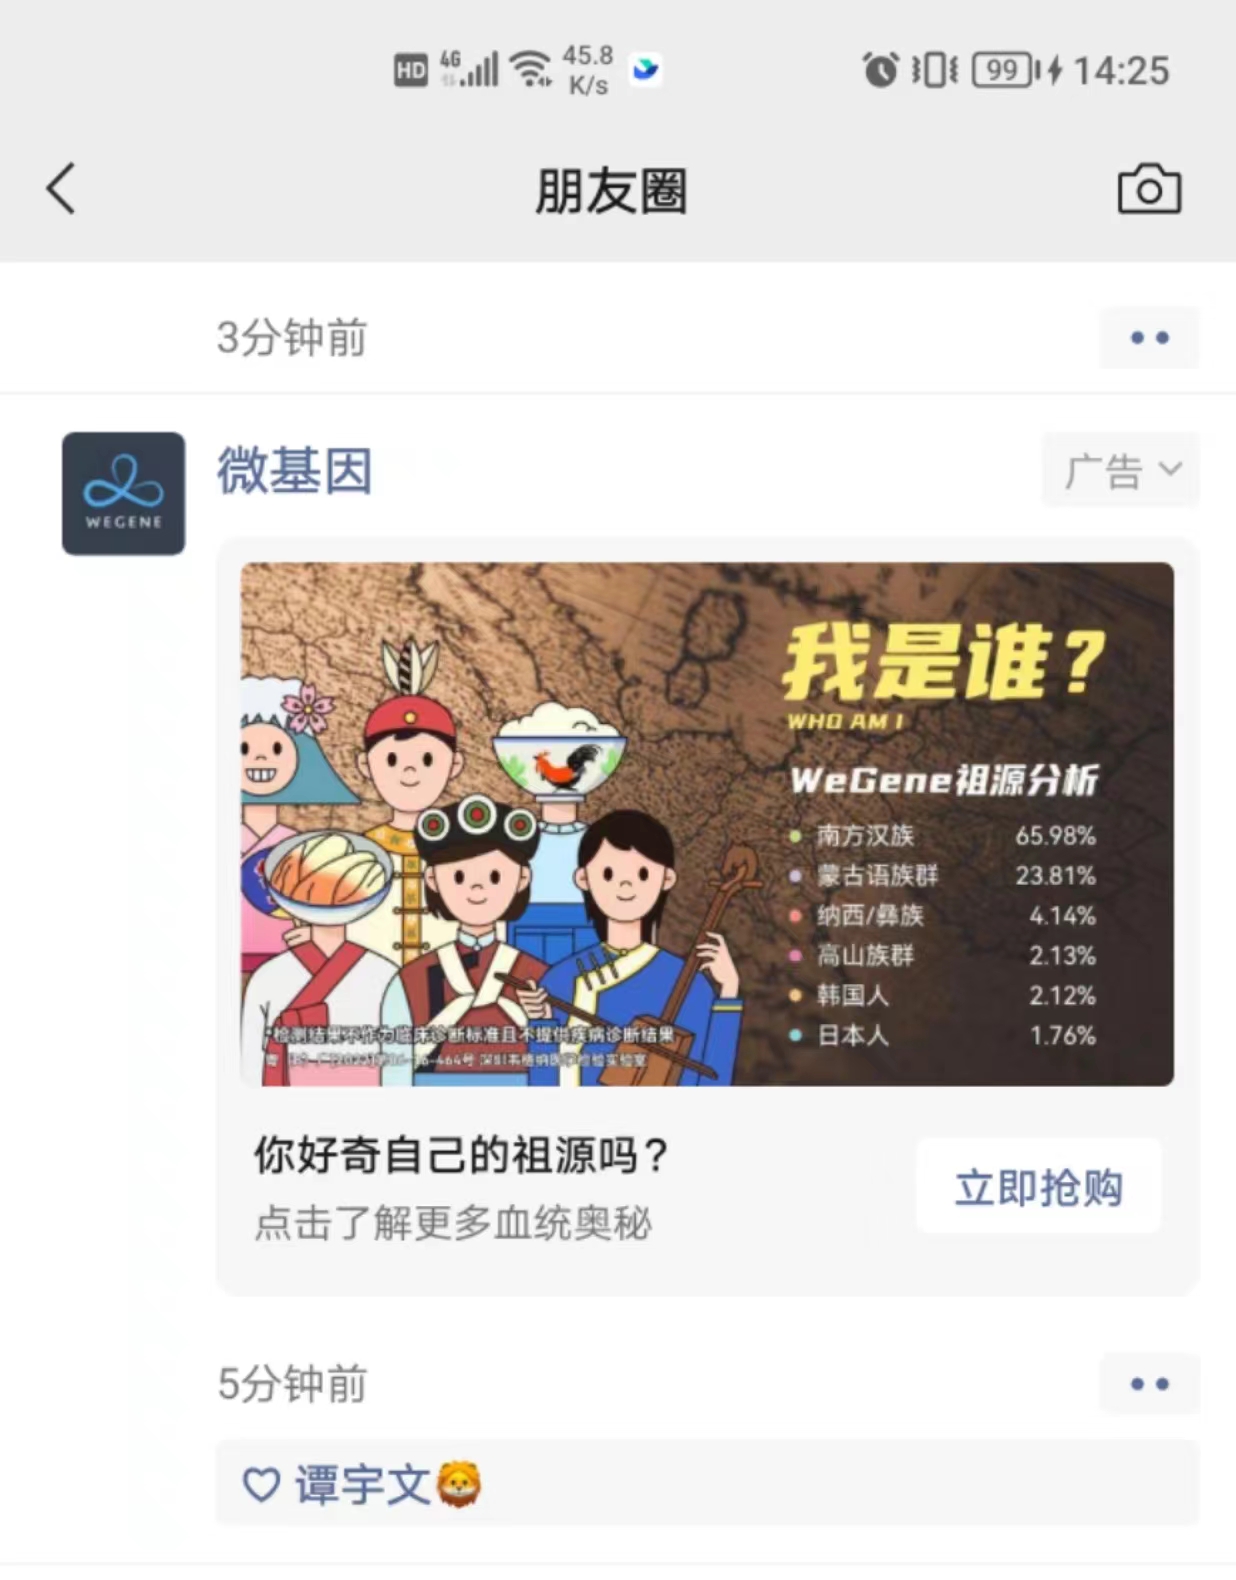 HD 4G 45.8 K/s 99 14:25
朋友圈
3分钟前
WEGENE
微基因
广告
我是谁?
WHO AM I
WeGene祖源分析
南方汉族 65.98%
蒙古语族群 23.81%
纳西/彝族 4.14%
高山族群 2.13%
韩国人 2.12%
日本人 1.76%
*检测结果不作为临床诊断标准且不提供疾病诊断结果
-464号
你好奇自己的祖源吗?
点击了解更多血统奥秘
立即抢购
5分钟前
谭宇文